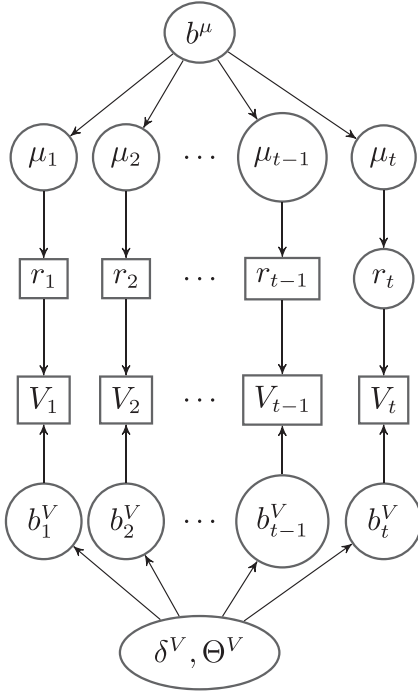 b^μ
μ_1 μ_2 ⋯ μ_{t−1} μ_t
r_1 r_2 ⋯ r_{t−1} r_t
V_1 V_2 ⋯ V_{t−1} V_t
b_1^V b_2^V ⋯ b_{t−1}^V b_t^V
δ^V, Θ^V